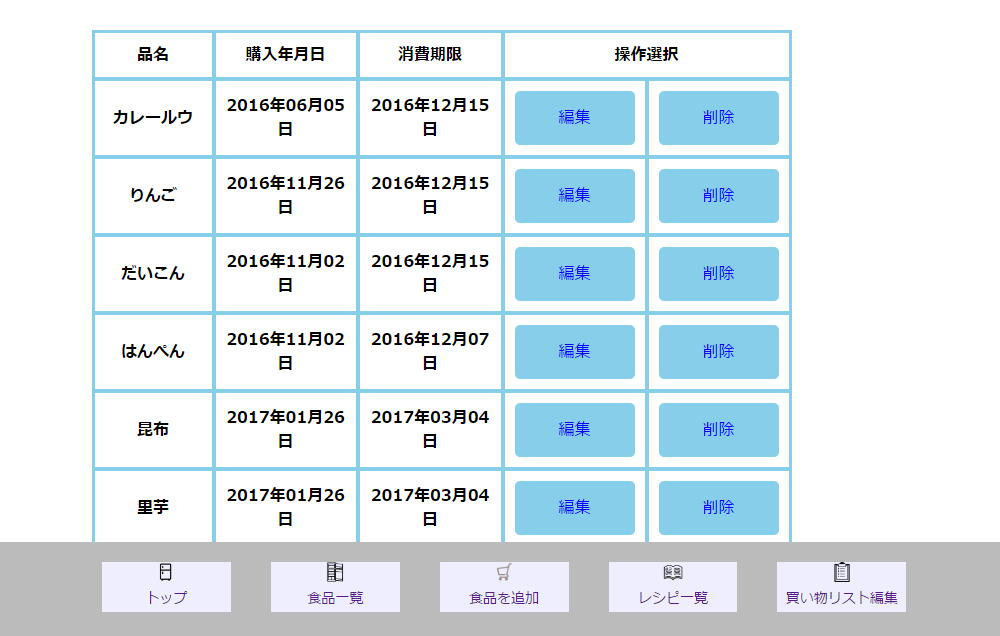 品名 購入年月日 消費期限 操作選択
カレールウ 2016年06月05日 2016年12月15日 編集 削除
りんご 2016年11月26日 2016年12月15日 編集 削除
だいこん 2016年11月02日 2016年12月15日 編集 削除
はんぺん 2016年11月02日 2016年12月07日 編集 削除
昆布 2017年01月26日 2017年03月04日 編集 削除
里芋 2017年01月26日 2017年03月04日 編集 削除
トップ 食品一覧 食品を追加 レシピ一覧 買い物リスト編集